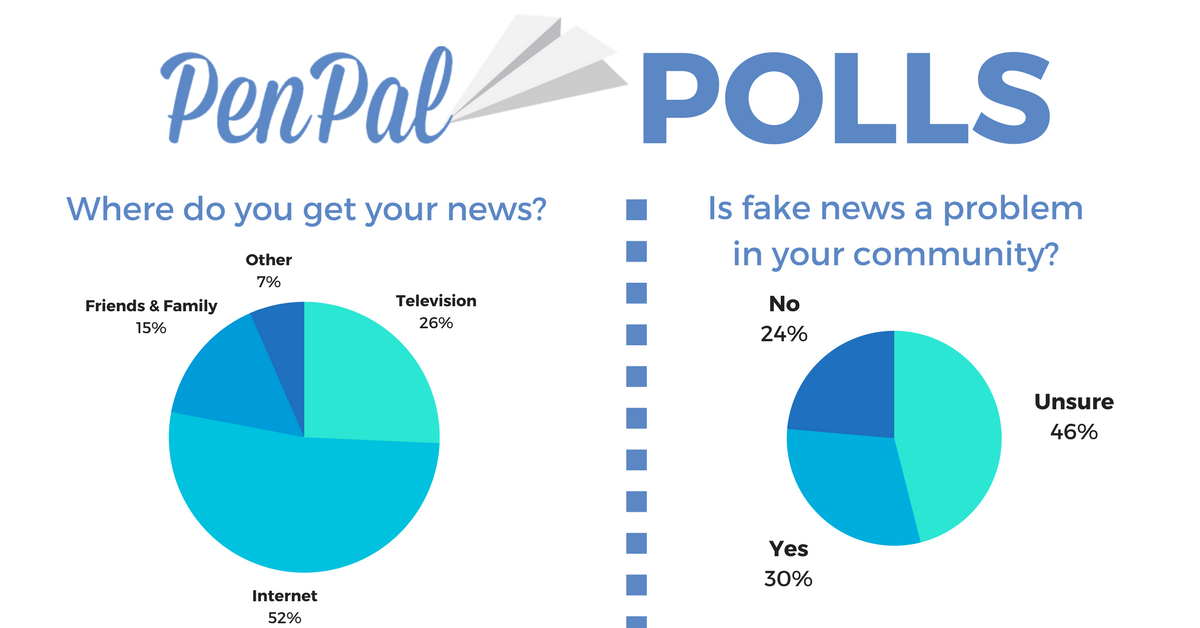 PenPal POLLS
Where do you get your news?
Other
7%
Friends & Family
15%
Television
26%
Internet
52%
Is fake news a problem
in your community?
No
24%
Unsure
46%
Yes
30%